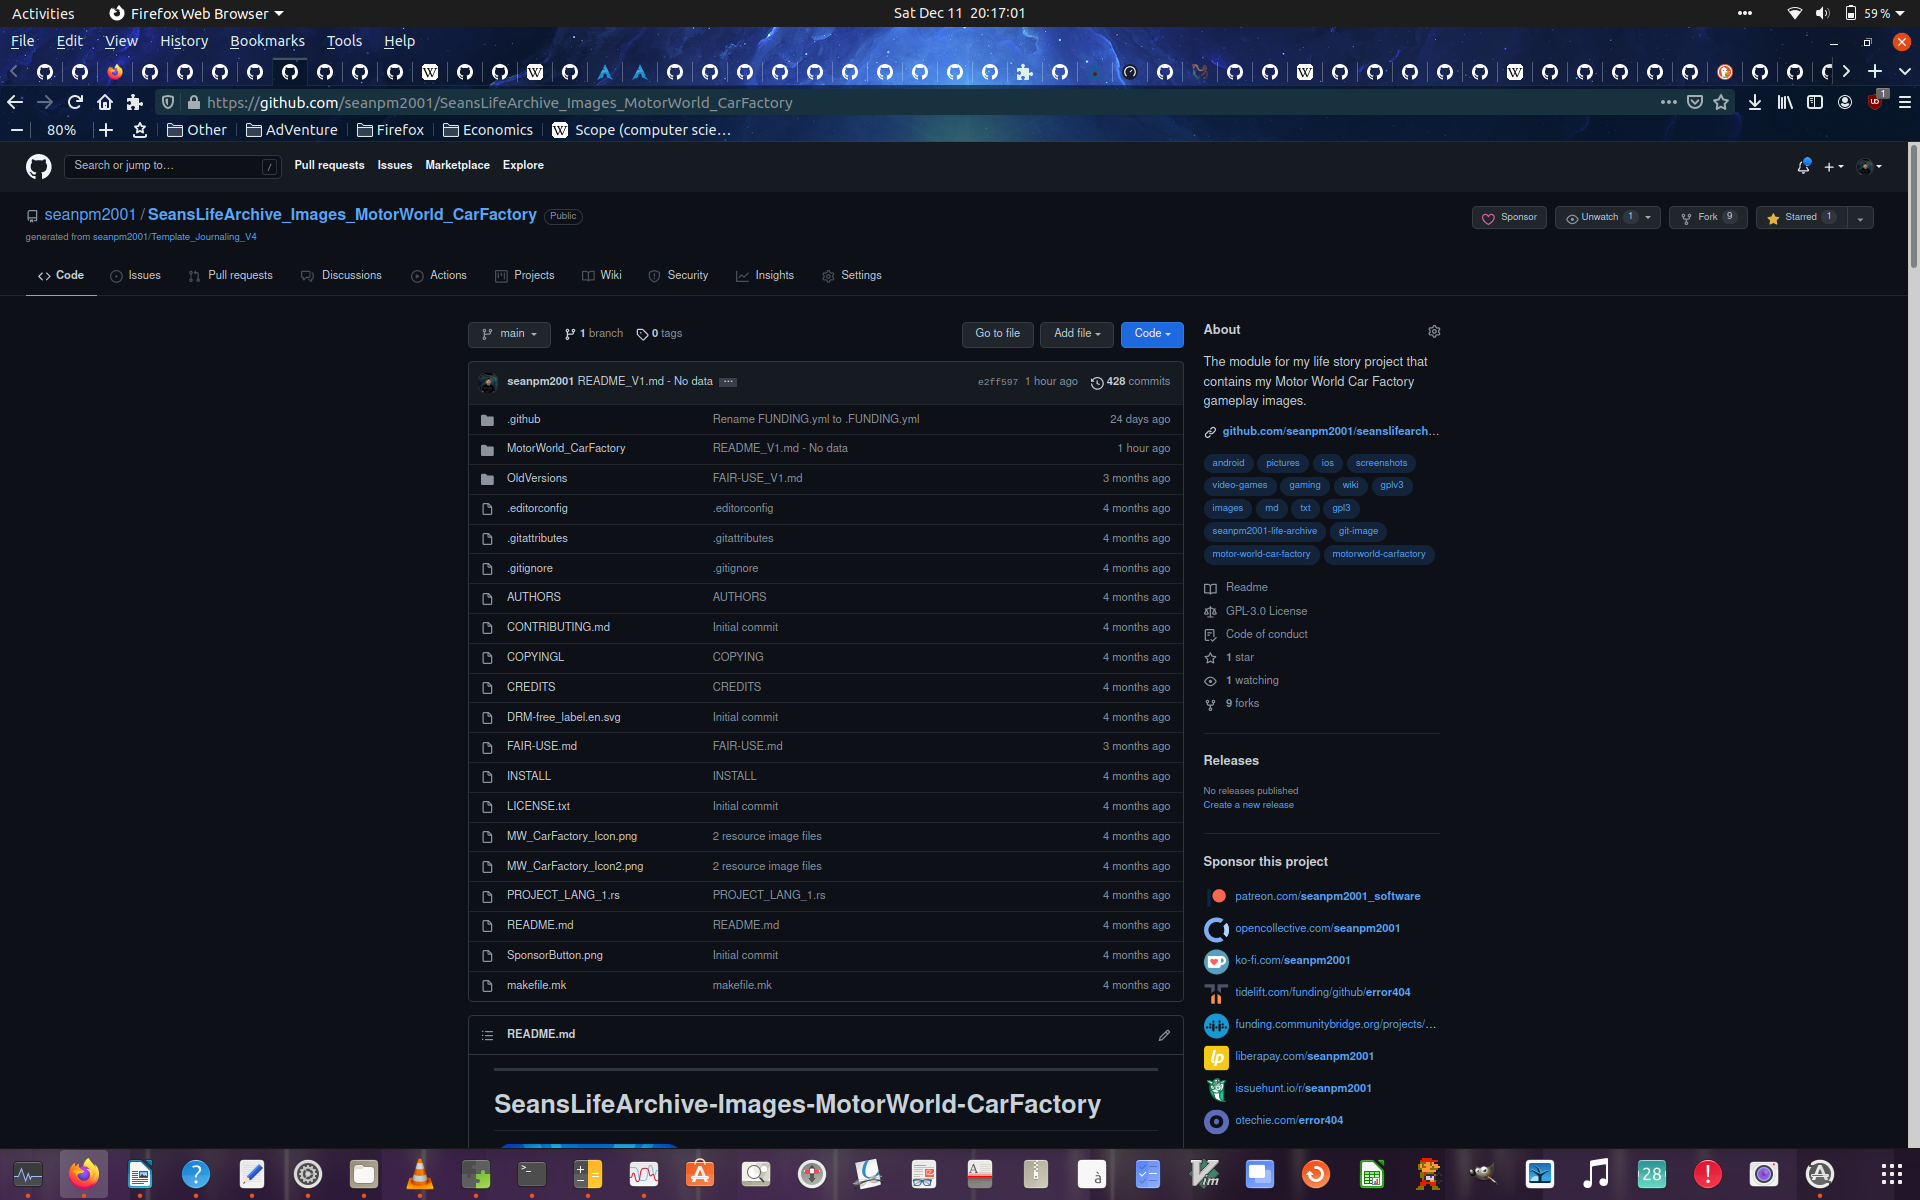 Activities Firefox Web Browser Sat Dec 11 20:17:01 59 %
File Edit View History Bookmarks Tools Help
https://github.com/seanpm2001/SeansLifeArchive_Images_MotorWorld_CarFactory 1
80% Other AdVenture Firefox Economics Scope (computer scie…
Search or jump to… / Pull requests Issues Marketplace Explore
seanpm2001 / SeansLifeArchive_Images_MotorWorld_CarFactory Public
Sponsor Unwatch 1 Fork 9 Starred 1
generated from seanpm2001/Template_Journaling_V4
Code Issues Pull requests Discussions Actions Projects Wiki Security Insights Settings
main 1 branch 0 tags Go to file Add file Code
seanpm2001 README_V1.md - No data e2ff597 1 hour ago 428 commits
.github Rename FUNDING.yml to .FUNDING.yml 24 days ago
MotorWorld_CarFactory README_V1.md - No data 1 hour ago
OldVersions FAIR-USE_V1.md 3 months ago
.editorconfig .editorconfig 4 months ago
.gitattributes .gitattributes 4 months ago
.gitignore .gitignore 4 months ago
AUTHORS AUTHORS 4 months ago
CONTRIBUTING.md Initial commit 4 months ago
COPYINGL COPYING 4 months ago
CREDITS CREDITS 4 months ago
DRM-free_label.en.svg Initial commit 4 months ago
FAIR-USE.md FAIR-USE.md 3 months ago
INSTALL INSTALL 4 months ago
LICENSE.txt Initial commit 4 months ago
MW_CarFactory_Icon.png 2 resource image files 4 months ago
MW_CarFactory_Icon2.png 2 resource image files 4 months ago
PROJECT_LANG_1.rs PROJECT_LANG_1.rs 4 months ago
README.md README.md 4 months ago
SponsorButton.png Initial commit 4 months ago
makefile.mk makefile.mk 4 months ago
README.md
SeansLifeArchive-Images-MotorWorld-CarFactory
About
The module for my life story project that
contains my Motor World Car Factory
gameplay images.
github.com/seanpm2001/seanslifearch…
android pictures ios screenshots
video-games gaming wiki gplv3
images md txt gpl3
seanpm2001-life-archive git-image
motor-world-car-factory motorworld-carfactory
Readme
GPL-3.0 License
Code of conduct
1 star
1 watching
9 forks
Releases
No releases published
Create a new release
Sponsor this project
patreon.com/seanpm2001_software
opencollective.com/seanpm2001
ko-fi.com/seanpm2001
tidelift.com/funding/github/error404
funding.communitybridge.org/projects/…
liberapay.com/seanpm2001
issuehunt.io/r/seanpm2001
otechie.com/error404
28